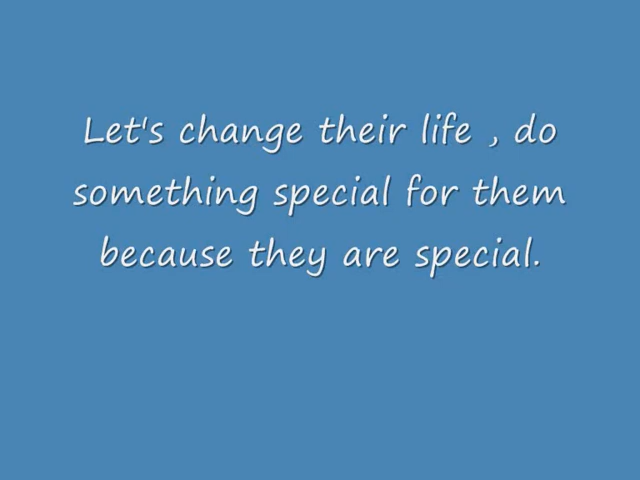 Let's change their life , do
something special for them
because they are special.